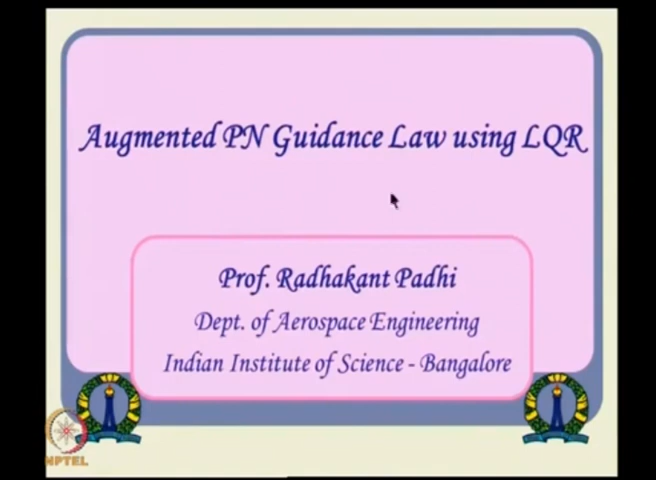 Augmented PN Guidance Law using LQR
Prof. Radhakant Padhi
Dept. of Aerospace Engineering
Indian Institute of Science - Bangalore
NPTEL